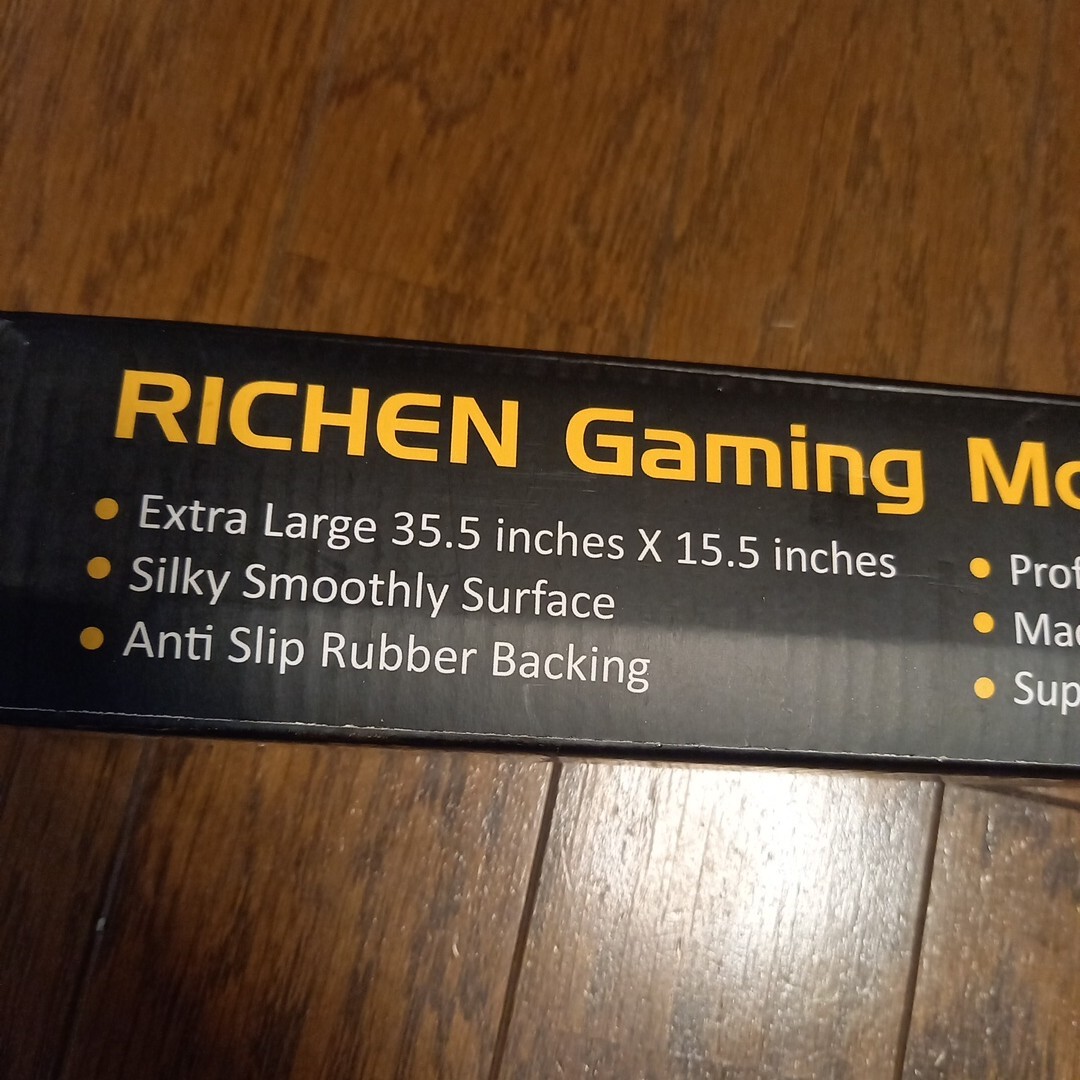 RICHEN Gaming
Extra Large 35.5 inches X 15.5 inches
Silky Smoothly Surface
Anti Slip Rubber Backing